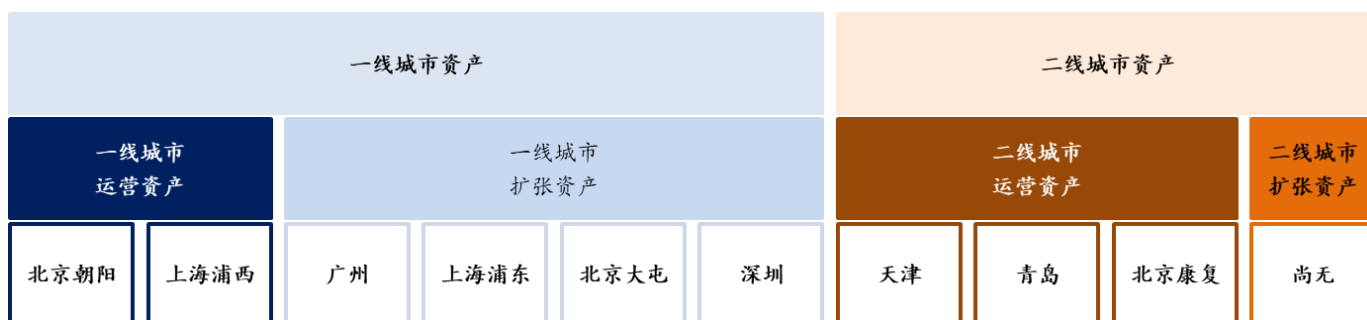 一线城市资产
二线城市资产
一线城市
运营资产
一线城市
扩张资产
二线城市
运营资产
二线城市
扩张资产
北京朝阳
上海浦西
广州
上海浦东
北京大屯
深圳
天津
青岛
北京康复
尚无